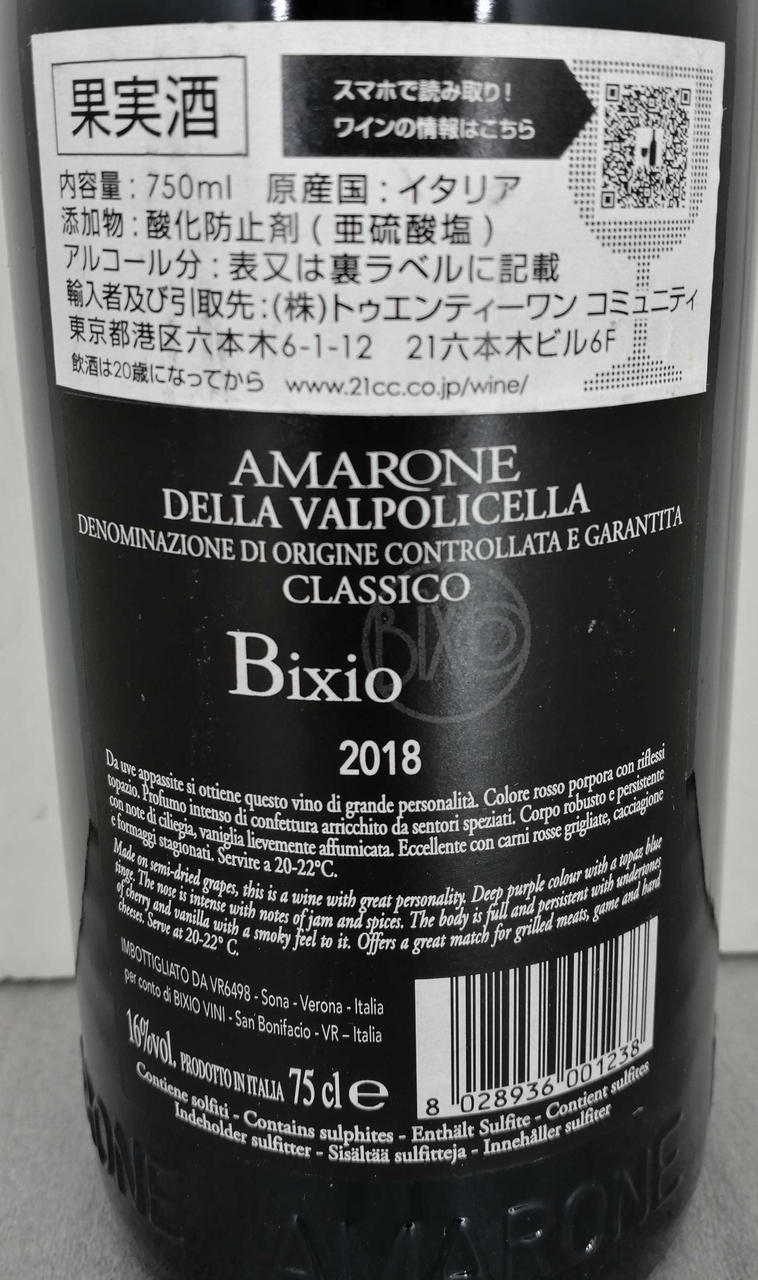 果実酒
スマホで読み取り!
ワインの情報はこちら
内容量：750ml 原産国：イタリア
添加物：酸化防止剤（亜硫酸塩）
アルコール分：表又は裏ラベルに記載
輸入者及び引取先：(株)トゥエンティーワン コミュニティ
東京都港区六本木6-1-12 21六本木ビル6F
飲酒は20歳になってから www.21cc.co.jp/wine/
AMARONE
DELLA VALPOLICELLA
DENOMINAZIONE DI ORIGINE CONTROLLATA E GARANTITA
CLASSICO
BIXIO
Bixio
2018
Da uve appassite si ottiene questo vino di grande personalità. Colore rosso porpora con riflessi
topazio. Profumo intenso di confettura arricchito da sentori speziati. Corpo robusto e persistente
con note di ciliegia, vaniglia lievemente affumicata. Eccellente con carni rosse grigliate, cacciagione
e formaggi stagionati. Servire a 20-22°C.
Made on semi-dried grapes, this is a wine with great personality. Deep purple colour with a topaz blue
tinge. The nose is intense with notes of jam and spices. The body is full and persistent with undertones
of cherry and vanilla with a smoky feel to it. Offers a great match for grilled meats, game and hard
cheeses. Serve at 20-22° C.
IMBOTTIGLIATO DA VR6498 - Sona - Verona - Italia
per conto di BIXIO VINI - San Bonifacio - VR – Italia
16%vol. PRODOTTO IN ITALIA 75 cl e
8 028936 001238
Contiene solfiti - Contains sulphites - Enthält Sulfite - Contient sulfites
Indeholder sulfitter - Sisältää sulfitteja - Innehåller sulfiter
RONE AMARONE